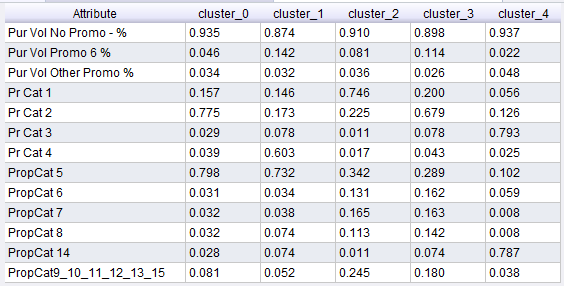 Attribute cluster_0 cluster_1 cluster_2 cluster_3 cluster_4
Pur Vol No Promo - % 0.935 0.874 0.910 0.898 0.937
Pur Vol Promo 6 % 0.046 0.142 0.081 0.114 0.022
Pur Vol Other Promo % 0.034 0.032 0.036 0.026 0.048
Pr Cat 1 0.157 0.146 0.746 0.200 0.056
Pr Cat 2 0.775 0.173 0.225 0.679 0.126
Pr Cat 3 0.029 0.078 0.011 0.078 0.793
Pr Cat 4 0.039 0.603 0.017 0.043 0.025
PropCat 5 0.798 0.732 0.342 0.289 0.102
PropCat 6 0.031 0.034 0.131 0.162 0.059
PropCat 7 0.032 0.038 0.165 0.163 0.008
PropCat 8 0.032 0.074 0.113 0.142 0.008
PropCat 14 0.028 0.074 0.011 0.074 0.787
PropCat9_10_11_12_13_15 0.081 0.052 0.245 0.180 0.038